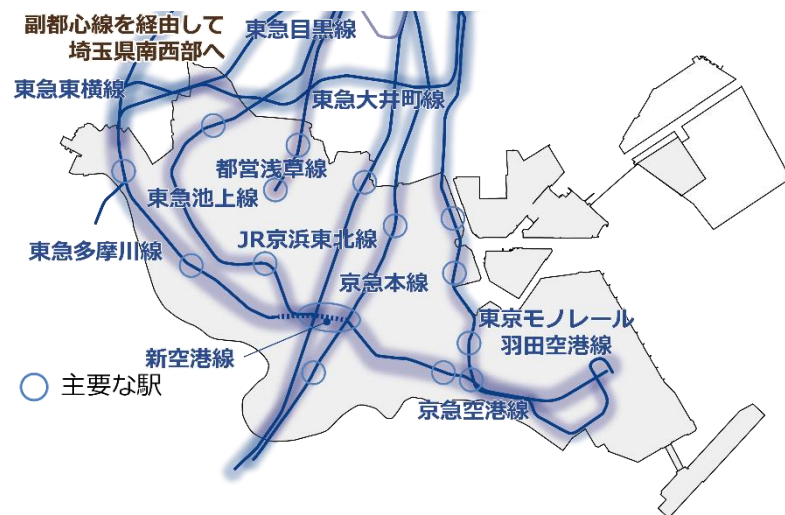 副都心線を経由して
埼玉県南西部へ
東急目黒線
東急東横線
東急大井町線
都営浅草線
東急池上線
JR京浜東北線
東急多摩川線
京急本線
東京モノレール
羽田空港線
新空港線
主要な駅
京急空港線